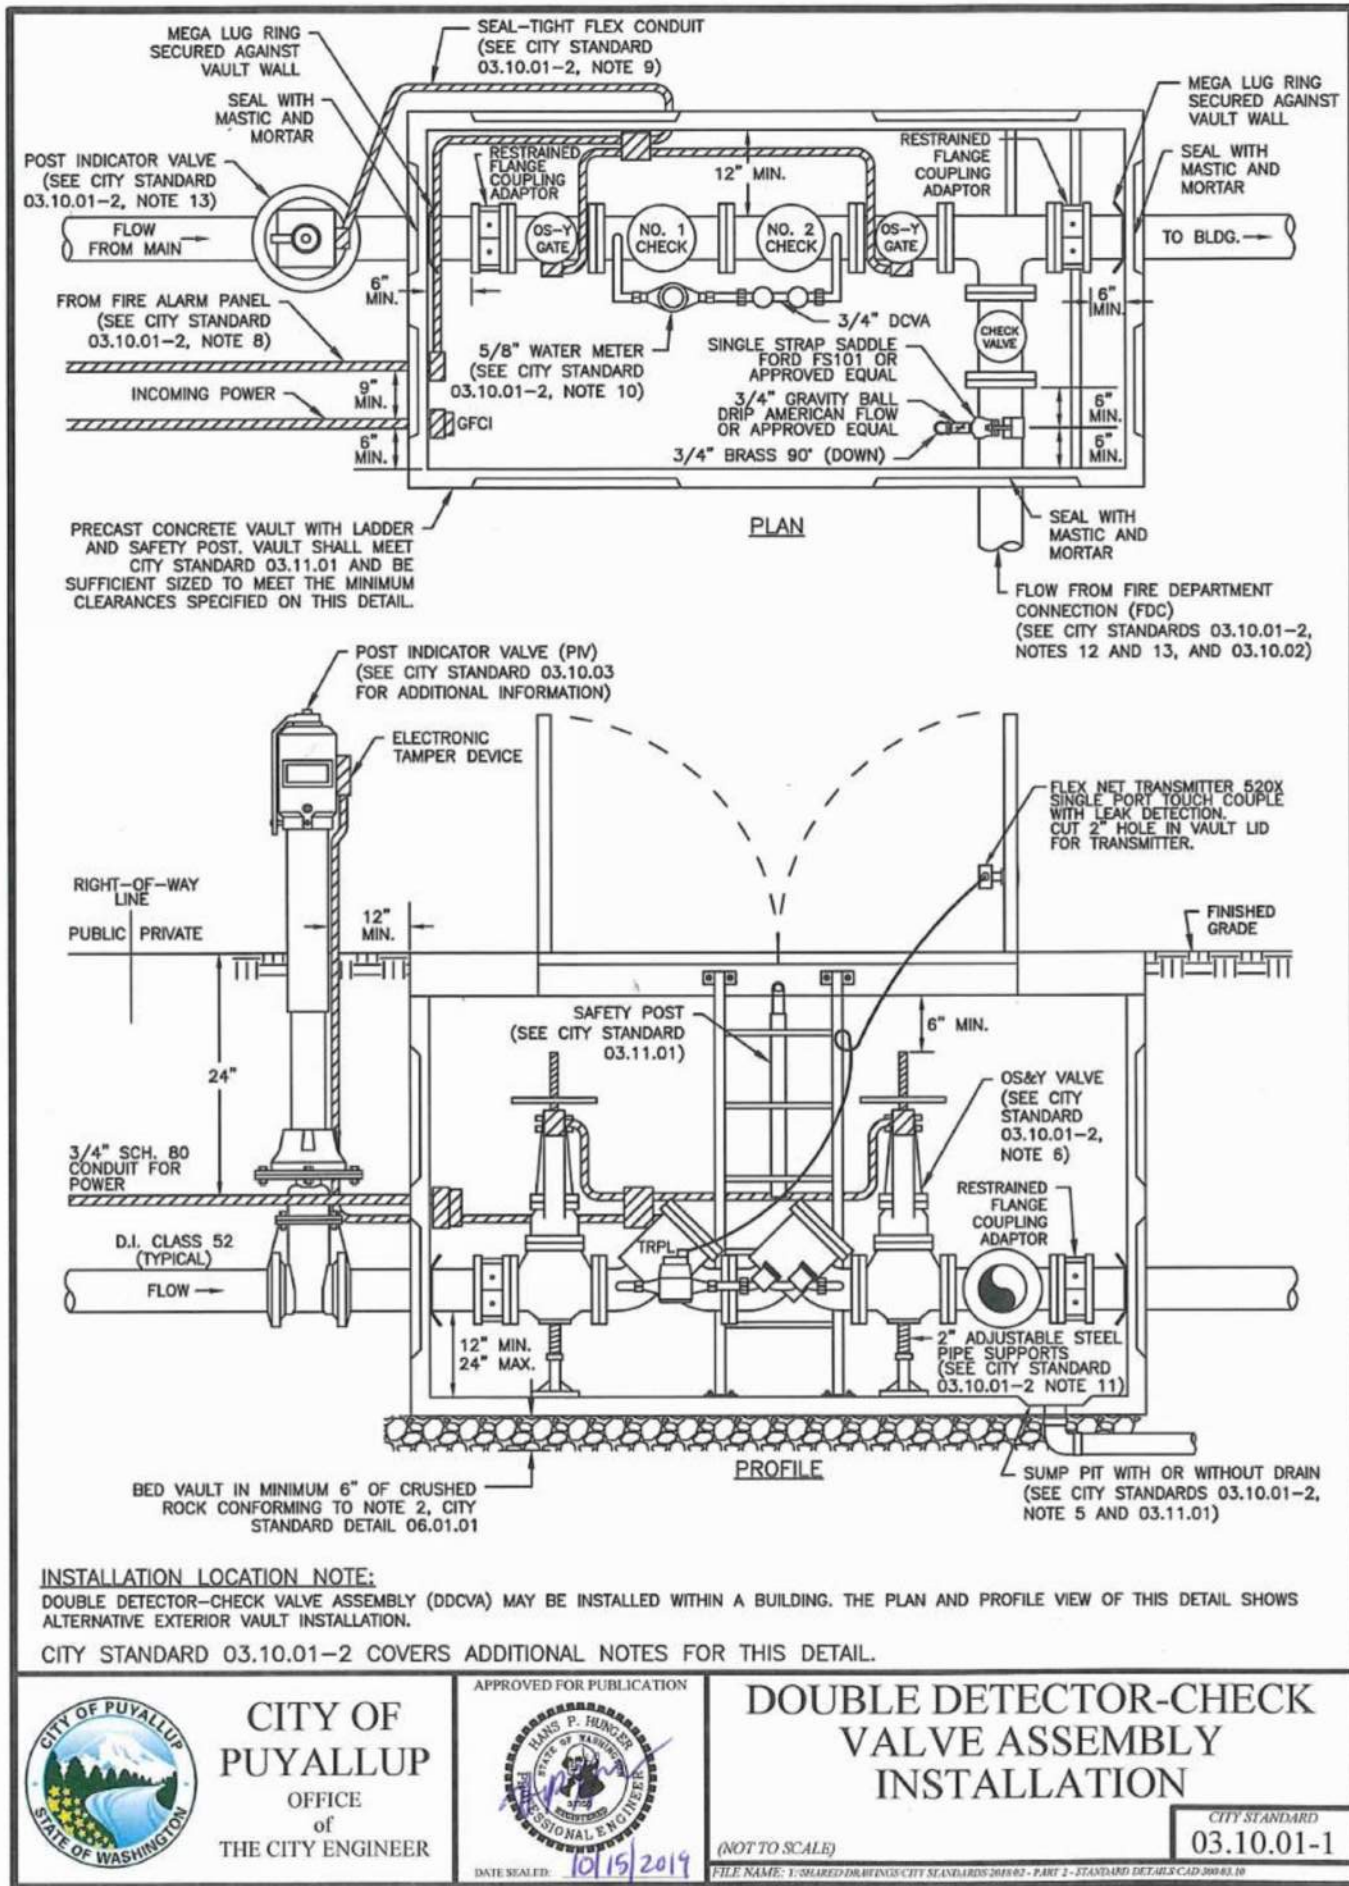 MEGA LUG RING
SECURED AGAINST
VAULT WALL
SEAL-TIGHT FLEX CONDUIT
(SEE CITY STANDARD
03.10.01-2, NOTE 9)
SEAL WITH
MASTIC AND
MORTAR
POST INDICATOR VALVE
(SEE CITY STANDARD
03.10.01-2, NOTE 13)
FLOW
FROM MAIN
RESTRAINED
FLANGE
COUPLING
ADAPTOR
12" MIN.
RESTRAINED
FLANGE
COUPLING
ADAPTOR
MEGA LUG RING
SECURED AGAINST
VAULT WALL
SEAL WITH
MASTIC AND
MORTAR
OS-Y
GATE
NO. 1
CHECK
NO. 2
CHECK
OS-Y
GATE
TO BLDG.
6"
MIN.
6"
MIN.
FROM FIRE ALARM PANEL
(SEE CITY STANDARD
03.10.01-2, NOTE 8)
3/4" DCVA
CHECK
VALVE
5/8" WATER METER
(SEE CITY STANDARD
03.10.01-2, NOTE 10)
SINGLE STRAP SADDLE
FORD FS101 OR
APPROVED EQUAL
INCOMING POWER
9"
MIN.
GFCI
3/4" GRAVITY BALL
DRIP AMERICAN FLOW
OR APPROVED EQUAL
6"
MIN.
6"
MIN.
6"
MIN.
3/4" BRASS 90° (DOWN)
PRECAST CONCRETE VAULT WITH LADDER
AND SAFETY POST. VAULT SHALL MEET
CITY STANDARD 03.11.01 AND BE
SUFFICIENT SIZED TO MEET THE MINIMUM
CLEARANCES SPECIFIED ON THIS DETAIL.
PLAN
SEAL WITH
MASTIC AND
MORTAR
FLOW FROM FIRE DEPARTMENT
CONNECTION (FDC)
(SEE CITY STANDARDS 03.10.01-2,
NOTES 12 AND 13, AND 03.10.02)
POST INDICATOR VALVE (PIV)
(SEE CITY STANDARD 03.10.03
FOR ADDITIONAL INFORMATION)
ELECTRONIC
TAMPER DEVICE
FLEX NET TRANSMITTER 520X
SINGLE PORT TOUCH COUPLE
WITH LEAK DETECTION.
CUT 2" HOLE IN VAULT LID
FOR TRANSMITTER.
RIGHT-OF-WAY
LINE
PUBLIC PRIVATE
12"
MIN.
FINISHED
GRADE
SAFETY POST
(SEE CITY STANDARD
03.11.01)
6" MIN.
24"
OS&Y VALVE
(SEE CITY
STANDARD
03.10.01-2,
NOTE 6)
3/4" SCH. 80
CONDUIT FOR
POWER
RESTRAINED
FLANGE
COUPLING
ADAPTOR
D.I. CLASS 52
(TYPICAL)
FLOW
TRPL
12" MIN.
24" MAX.
2" ADJUSTABLE STEEL
PIPE SUPPORTS
(SEE CITY STANDARD
03.10.01-2 NOTE 11)
PROFILE
BED VAULT IN MINIMUM 6" OF CRUSHED
ROCK CONFORMING TO NOTE 2, CITY
STANDARD DETAIL 06.01.01
SUMP PIT WITH OR WITHOUT DRAIN
(SEE CITY STANDARDS 03.10.01-2,
NOTE 5 AND 03.11.01)
INSTALLATION LOCATION NOTE:
DOUBLE DETECTOR-CHECK VALVE ASSEMBLY (DDCVA) MAY BE INSTALLED WITHIN A BUILDING. THE PLAN AND PROFILE VIEW OF THIS DETAIL SHOWS
ALTERNATIVE EXTERIOR VAULT INSTALLATION.
CITY STANDARD 03.10.01-2 COVERS ADDITIONAL NOTES FOR THIS DETAIL.
CITY OF PUYALLUP
STATE OF WASHINGTON
CITY OF
PUYALLUP
OFFICE
of
THE CITY ENGINEER
APPROVED FOR PUBLICATION
HANS P. HUNGER
STATE OF WASHINGTON
REGISTERED
PROFESSIONAL ENGINEER
DATE SEALED: 10/15/2019
DOUBLE DETECTOR-CHECK
VALVE ASSEMBLY
INSTALLATION
(NOT TO SCALE)
CITY STANDARD
03.10.01-1
FILE NAME: Y:\SHARED\DRAWINGS\CITY STANDARDS\2018\02 - PART 2 - STANDARD DETAILS\CAD\300\03.10